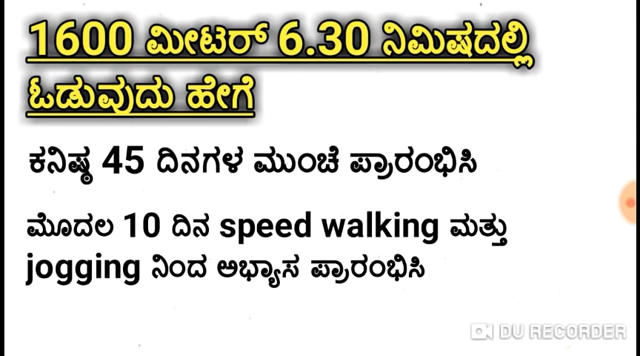 1600 ಮೀಟರ್ 6.30 ನಿಮಿಷದಲ್ಲಿ
ಓಡುವುದು ಹೇಗೆ
ಕನಿಷ್ಠ 45 ದಿನಗಳ ಮುಂಚೆ ಪ್ರಾರಂಭಿಸಿ
ಮೊದಲ 10 ದಿನ speed walking ಮತ್ತು
jogging ನಿಂದ ಅಭ್ಯಾಸ ಪ್ರಾರಂಭಿಸಿ
DU RECORDER